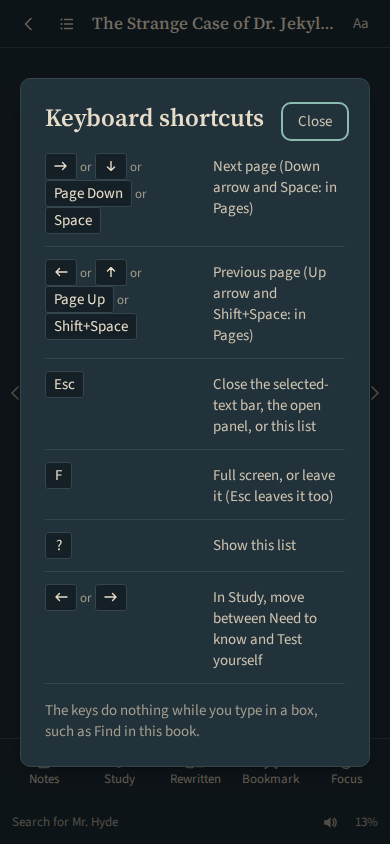 The Strange Case of Dr. Jekyl... Aa
Keyboard shortcuts Close
→ or ↓ or
Page Down or
Space
Next page (Down
arrow and Space: in
Pages)
← or ↑ or
Page Up or
Shift+Space
Previous page (Up
arrow and
Shift+Space: in
Pages)
Esc
Close the selected-
text bar, the open
panel, or this list
F
Full screen, or leave
it (Esc leaves it too)
?
Show this list
← or →
In Study, move
between Need to
know and Test
yourself
The keys do nothing while you type in a box,
such as Find in this book.
Notes Study Rewritten Bookmark Focus
Search for Mr. Hyde 13%